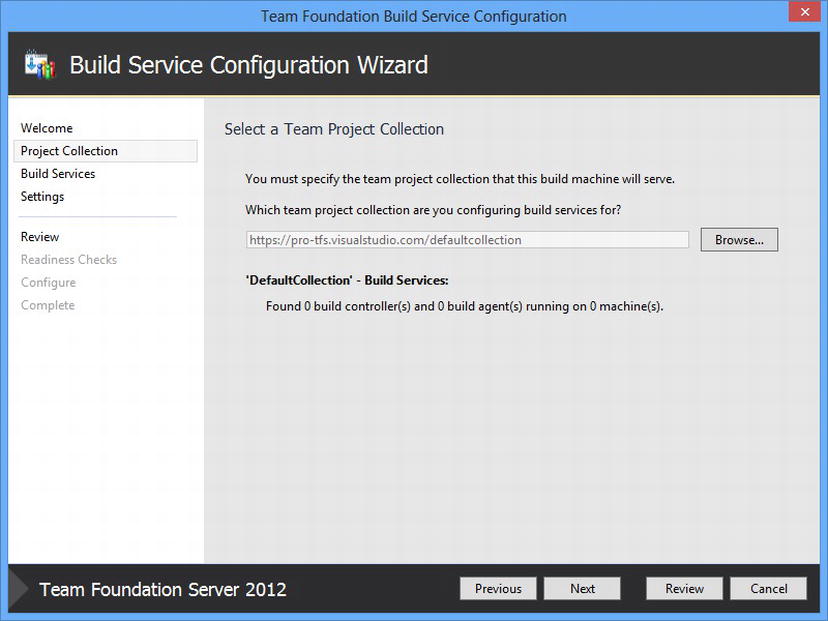 Team Foundation Build Service Configuration
Build Service Configuration Wizard
Welcome
Project Collection
Build Services
Settings
Review
Readiness Checks
Configure
Complete
Select a Team Project Collection
You must specify the team project collection that this build machine will serve.
Which team project collection are you configuring build services for?
https://pro-tfs.visualstudio.com/defaultcollection
Browse...
'DefaultCollection' - Build Services:
Found 0 build controller(s) and 0 build agent(s) running on 0 machine(s).
Team Foundation Server 2012
Previous
Next
Review
Cancel